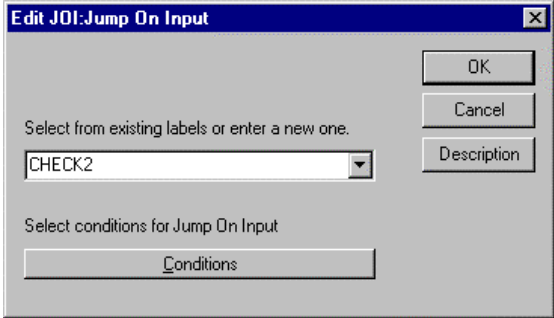 Edit JOI:Jump On Input
OK
Cancel
Select from existing labels or enter a new one.
Description
CHECK2
Select conditions for Jump On Input
Conditions